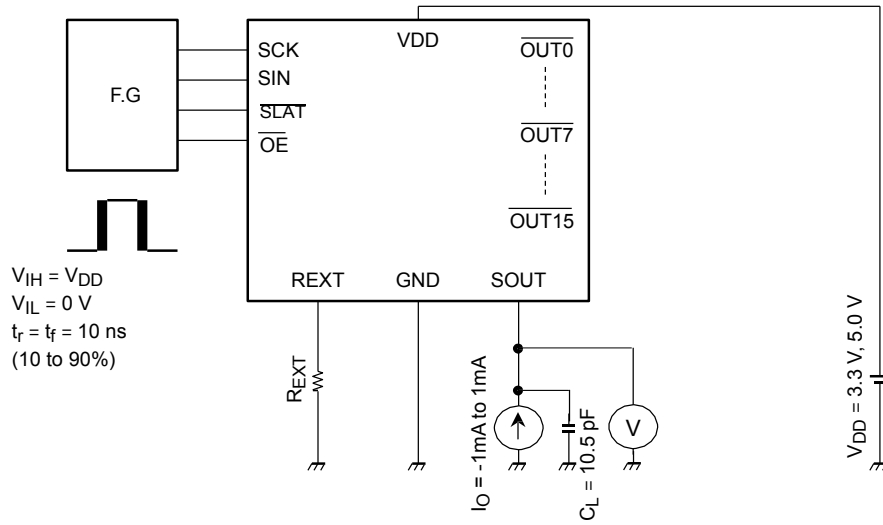 F.G
SCK
SIN
SLAT
OE
VDD
OUT0
OUT7
OUT15
REXT
GND
SOUT
VIH = VDD
VIL = 0 V
tr = tf = 10 ns
(10 to 90%)
REXT
IO = -1mA to 1mA
CL = 10.5 pF
V
VDD = 3.3 V, 5.0 V